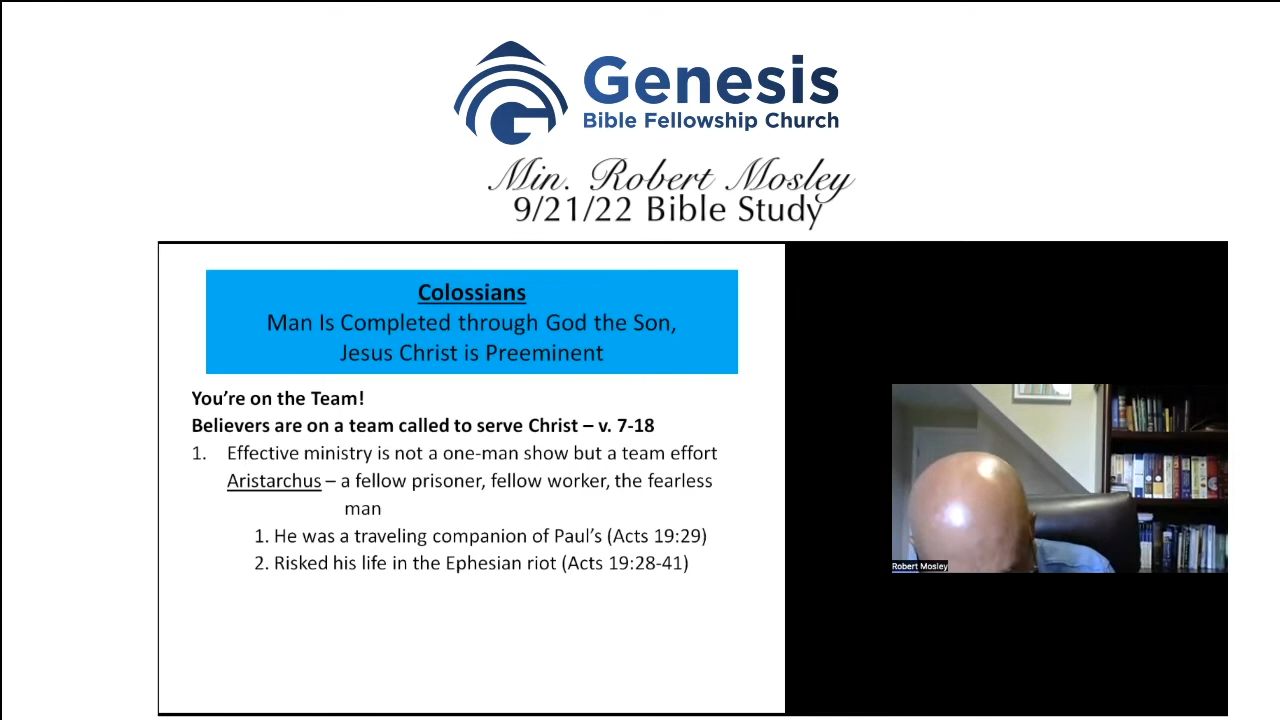 Genesis
Bible Fellowship Church
Min. Robert Mosley
9/21/22 Bible Study
Colossians
Man Is Completed through God the Son,
Jesus Christ is Preeminent
You're on the Team!
Believers are on a team called to serve Christ – v. 7-18
1. Effective ministry is not a one-man show but a team effort
Aristarchus – a fellow prisoner, fellow worker, the fearless
man
1. He was a traveling companion of Paul's (Acts 19:29)
2. Risked his life in the Ephesian riot (Acts 19:28-41)
Robert Mosley